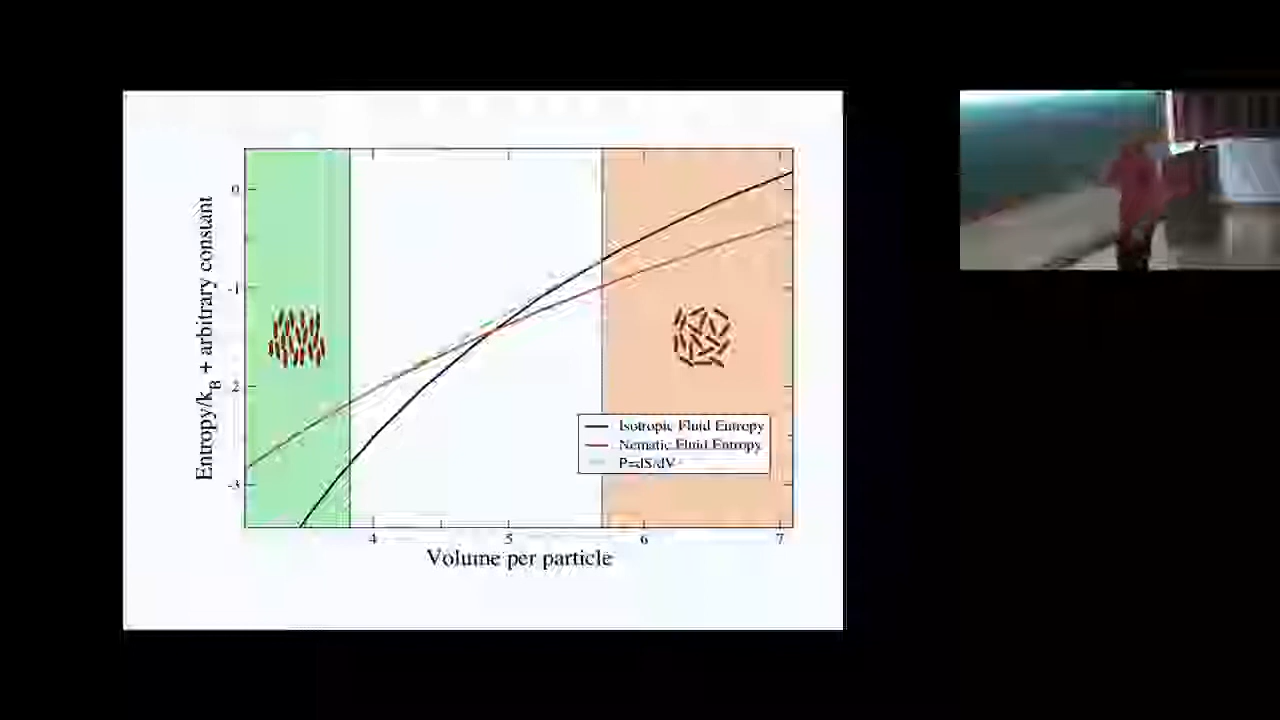 Entropy/k_B + arbitrary constant
0
-1
-2
-3
4
5
6
7
Volume per particle
Isotropic Fluid Entropy
Nematic Fluid Entropy
P=dS/dV